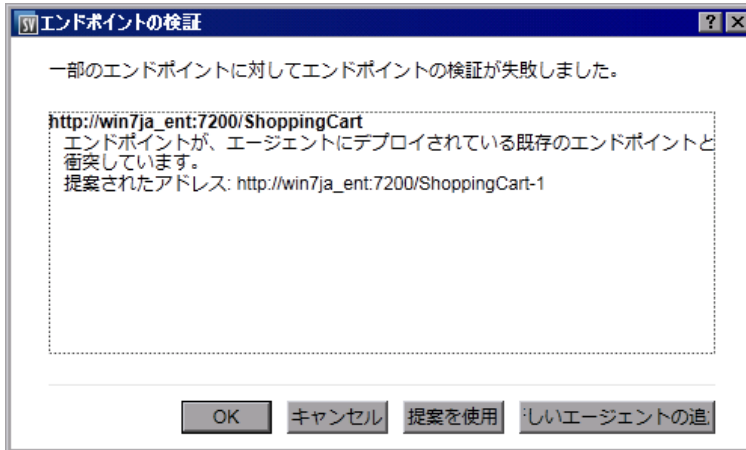 SV エンドポイントの検証 ? ×
一部のエンドポイントに対してエンドポイントの検証が失敗しました。
http://win7ja_ent:7200/ShoppingCart
エンドポイントが、エージェントにデプロイされている既存のエンドポイントと
衝突しています。
提案されたアドレス: http://win7ja_ent:7200/ShoppingCart-1
OK キャンセル 提案を使用 しいエージェントの追